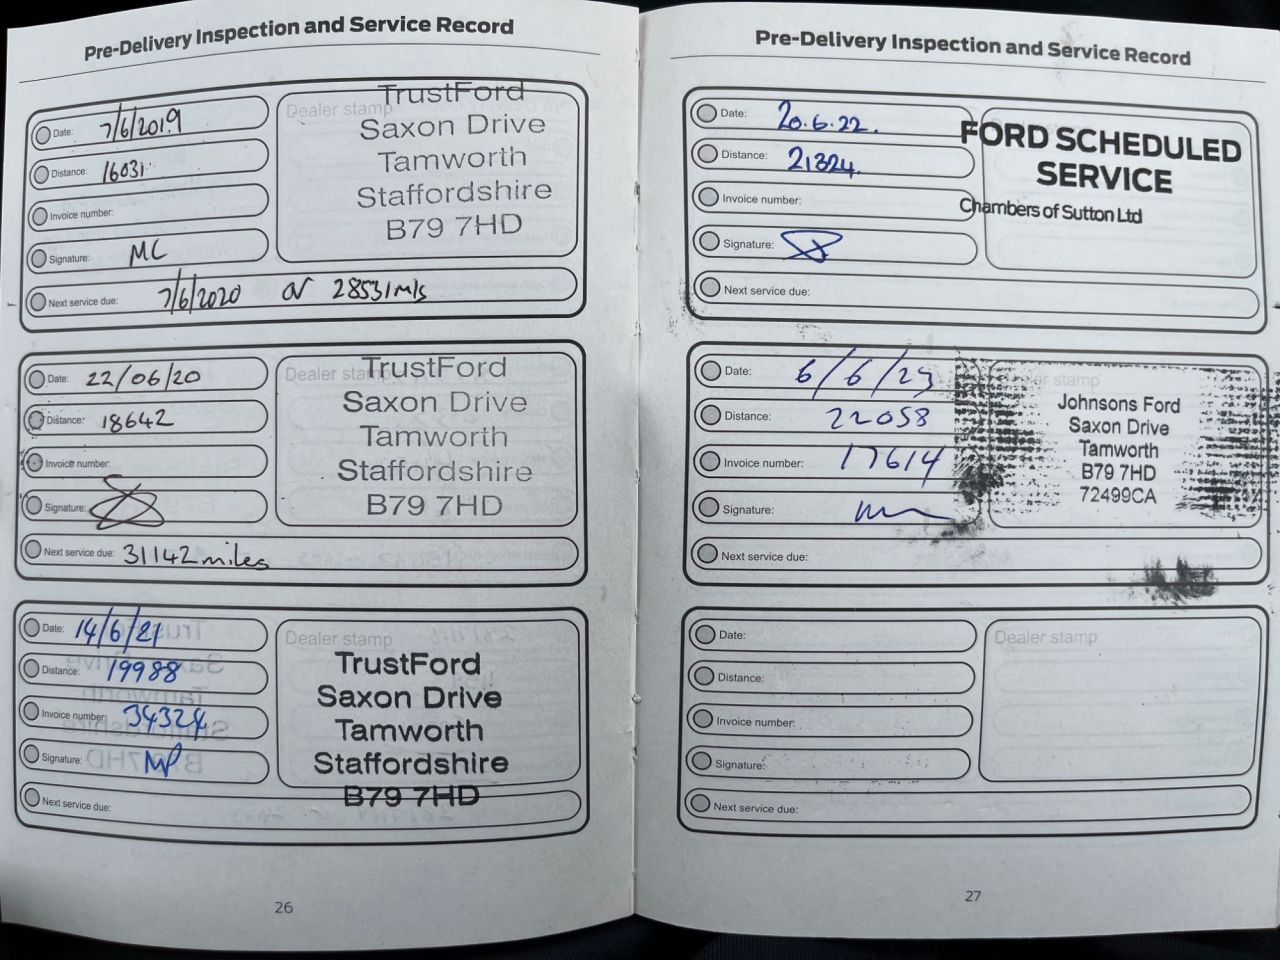 Pre-Delivery Inspection and Service Record
Date: 7/6/2019
Distance: 16031
Invoice number:
Signature: MC
Next service due: 7/6/2020 or 28531 mls
Dealer stamp
TrustFord
Saxon Drive
Tamworth
Staffordshire
B79 7HD
Date: 22/06/20
Distance: 18642
Invoice number:
Signature:
Next service due: 31142 miles
Dealer stamp
TrustFord
Saxon Drive
Tamworth
Staffordshire
B79 7HD
Date: 14/6/21
Distance: 19988
Invoice number: 34324
Signature: MP
Next service due:
Dealer stamp
TrustFord
Saxon Drive
Tamworth
Staffordshire
B79 7HD
26
Pre-Delivery Inspection and Service Record
Date: 20.6.22.
Distance: 21324
Invoice number:
Signature:
Next service due:
FORD SCHEDULED
SERVICE
Chambers of Sutton Ltd
Date: 6/6/23
Distance: 22058
Invoice number: 17614
Signature:
Next service due:
stamp
Johnsons Ford
Saxon Drive
Tamworth
B79 7HD
72499CA
Date:
Distance:
Invoice number:
Signature:
Next service due:
Dealer stamp
27